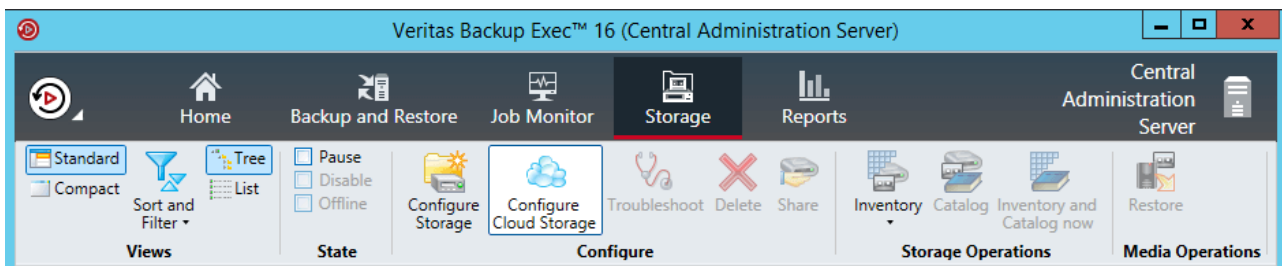 Veritas Backup Exec™ 16 (Central Administration Server)
Home
Backup and Restore
Job Monitor
Storage
Reports
Central
Administration
Server
Standard
Compact
Sort and
Filter
Tree
List
Views
Pause
Disable
Offline
State
Configure
Storage
Configure
Cloud Storage
Troubleshoot
Delete
Share
Configure
Inventory
Catalog
Inventory and
Catalog now
Storage Operations
Restore
Media Operations